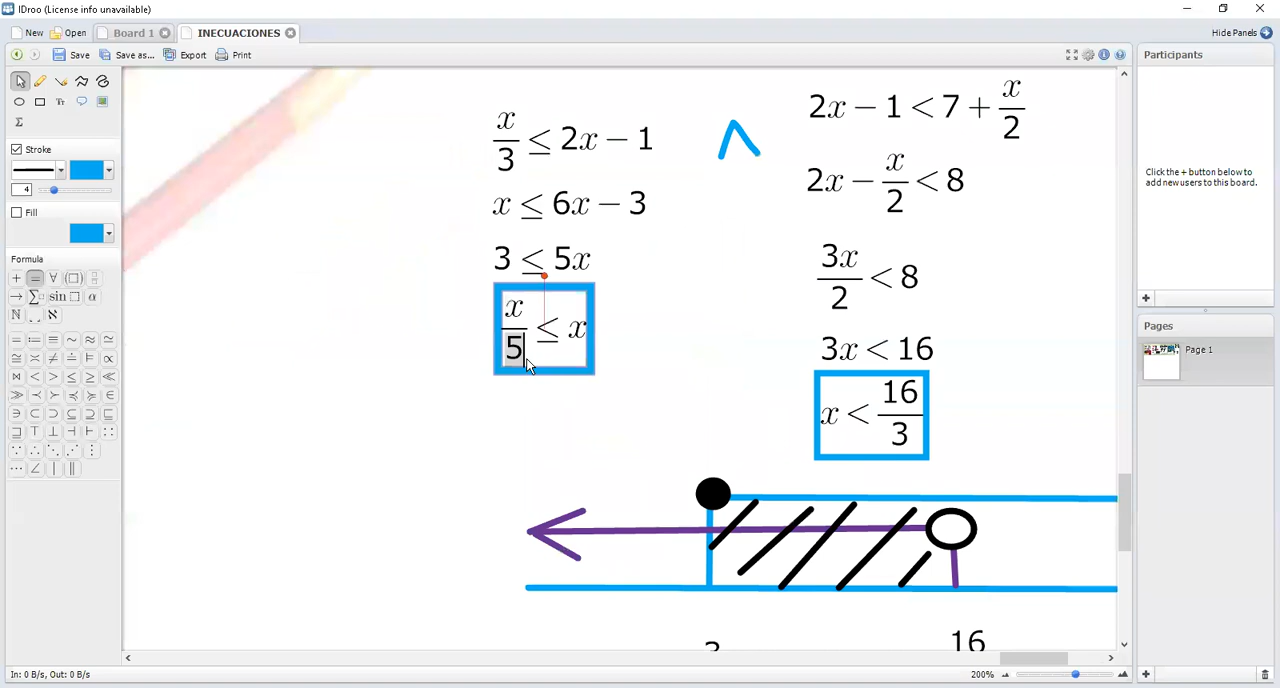 IDroo (License info unavailable)
New Open Board 1 INECUACIONES Hide Panels
Save Save as... Export Print
Participants
Click the + button below to
add new users to this board.
Pages
Page 1
Stroke
4
Fill
Formula
x/3 ≤ 2x − 1
x ≤ 6x − 3
3 ≤ 5x
x/5 ≤ x
∧
2x − 1 < 7 + x/2
2x − x/2 < 8
3x/2 < 8
3x < 16
x < 16/3
16
In: 0 B/s, Out: 0 B/s
200%